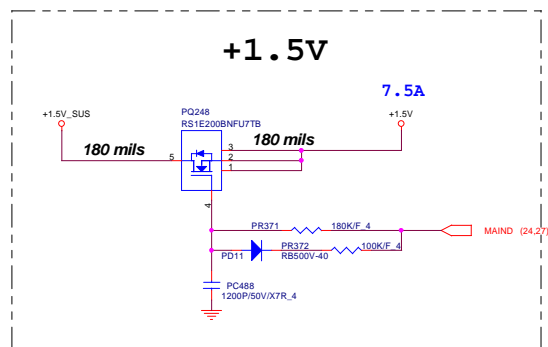 +1.5V
7.5A
+1.5V_SUS
PQ248
RS1E200BNFU7TB
+1.5V
180 mils
180 mils
5
3
2
1
4
PR371
180K/F_4
MAIND (24,27)
PD11
PR372
100K/F_4
RB500V-40
PC488
1200P/50V/X7R_4